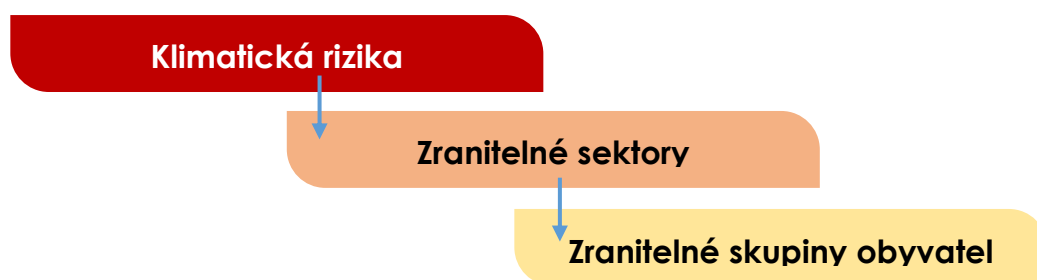 Klimatická rizika
Zranitelné sektory
Zranitelné skupiny obyvatel